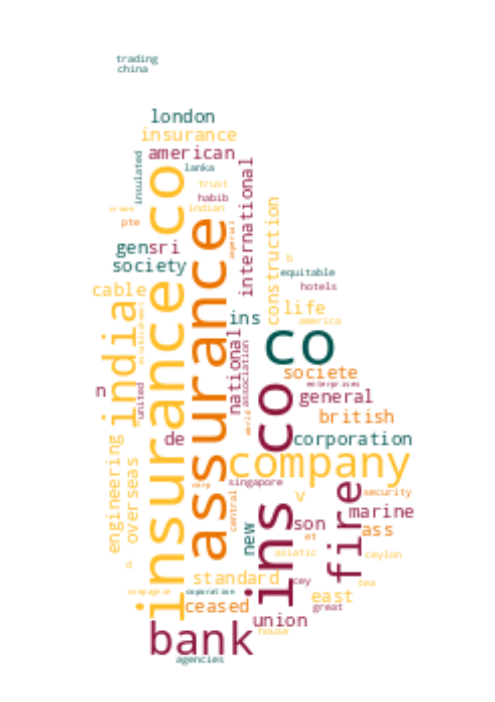 trading
china
london
insurance
american
lanka
insulated
trust
habib
indian
pte
international
construction
gensri
society
b
equitable
hotels
cable
insurance co
assurance
imperial
life
america
ins
india
co
national
association
societe
enterprises
united
n
general
british
de
corporation
company
engineering
overseas
corp
singapore
central
v
security
fire
marine
son
ass
new
et
ins co
asiatic
ceylon
d
standard
cey
tea
compagnie
coporation
east
ceased
great
union
house
bank
agencies